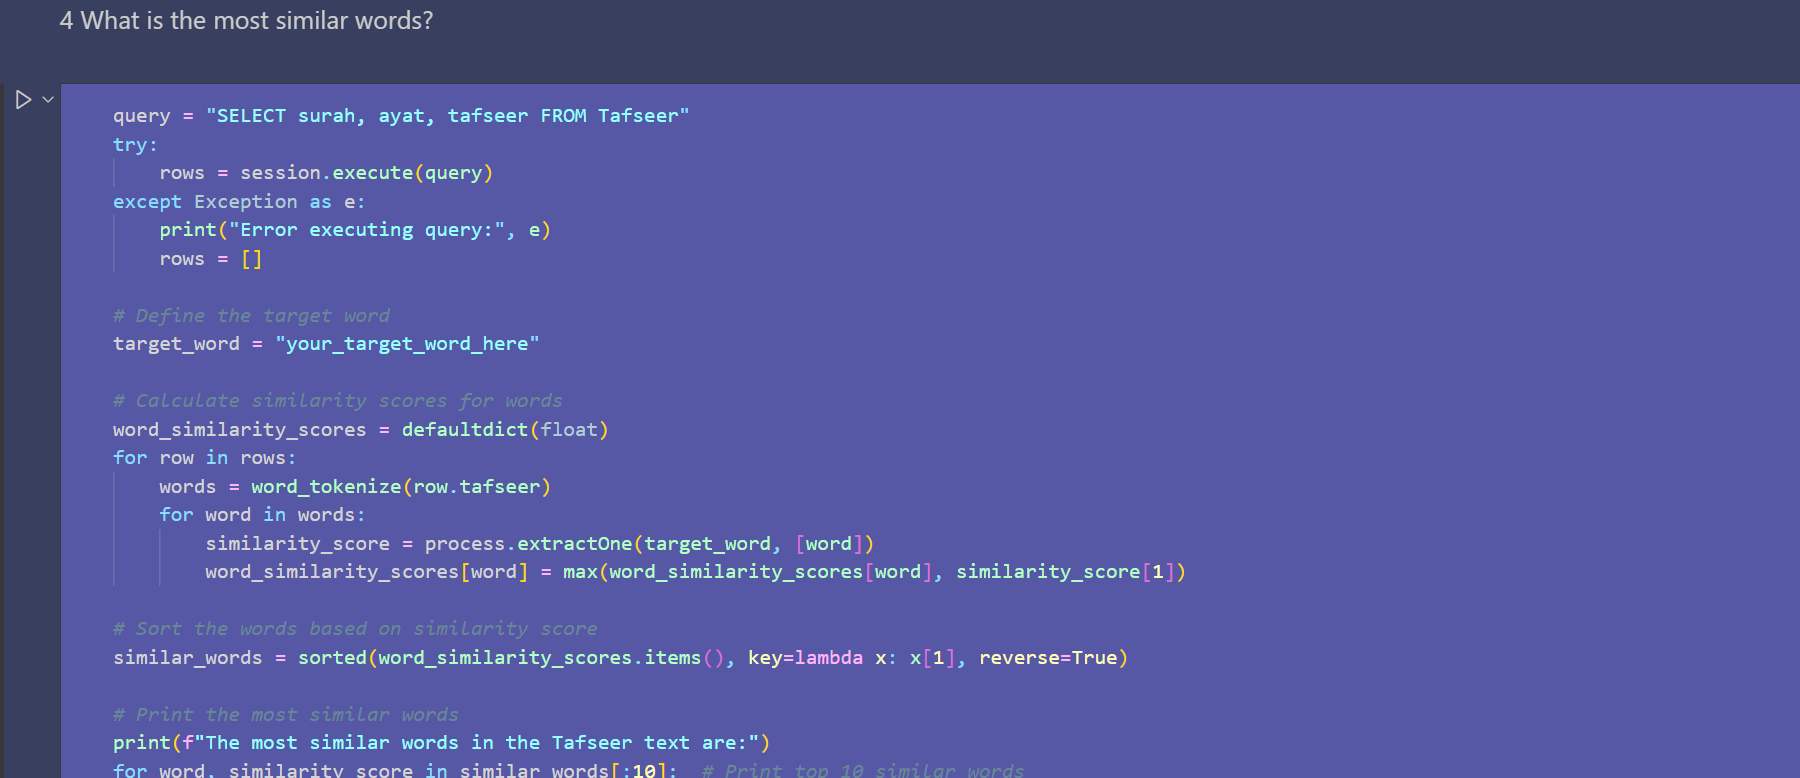 4 What is the most similar words?
query = "SELECT surah, ayat, tafseer FROM Tafseer"
try:
    rows = session.execute(query)
except Exception as e:
    print("Error executing query:", e)
    rows = []
# Define the target word
target_word = "your_target_word_here"
# Calculate similarity scores for words
word_similarity_scores = defaultdict(float)
for row in rows:
    words = word_tokenize(row.tafseer)
    for word in words:
        similarity_score = process.extractOne(target_word, [word])
        word_similarity_scores[word] = max(word_similarity_scores[word], similarity_score[1])
# Sort the words based on similarity score
similar_words = sorted(word_similarity_scores.items(), key=lambda x: x[1], reverse=True)
# Print the most similar words
print(f"The most similar words in the Tafseer text are:")
for word, similarity_score in similar_words[:10]:  # Print top 10 similar words